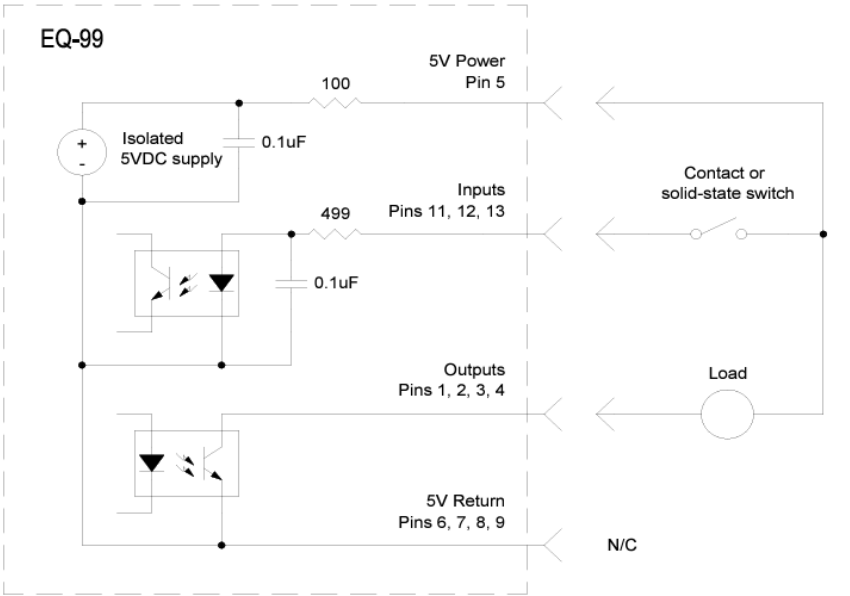 EQ-99
5V Power
Pin 5
100
+
-
Isolated
5VDC supply
0.1uF
Contact or
solid-state switch
Inputs
Pins 11, 12, 13
499
0.1uF
Outputs
Pins 1, 2, 3, 4
Load
5V Return
Pins 6, 7, 8, 9
N/C